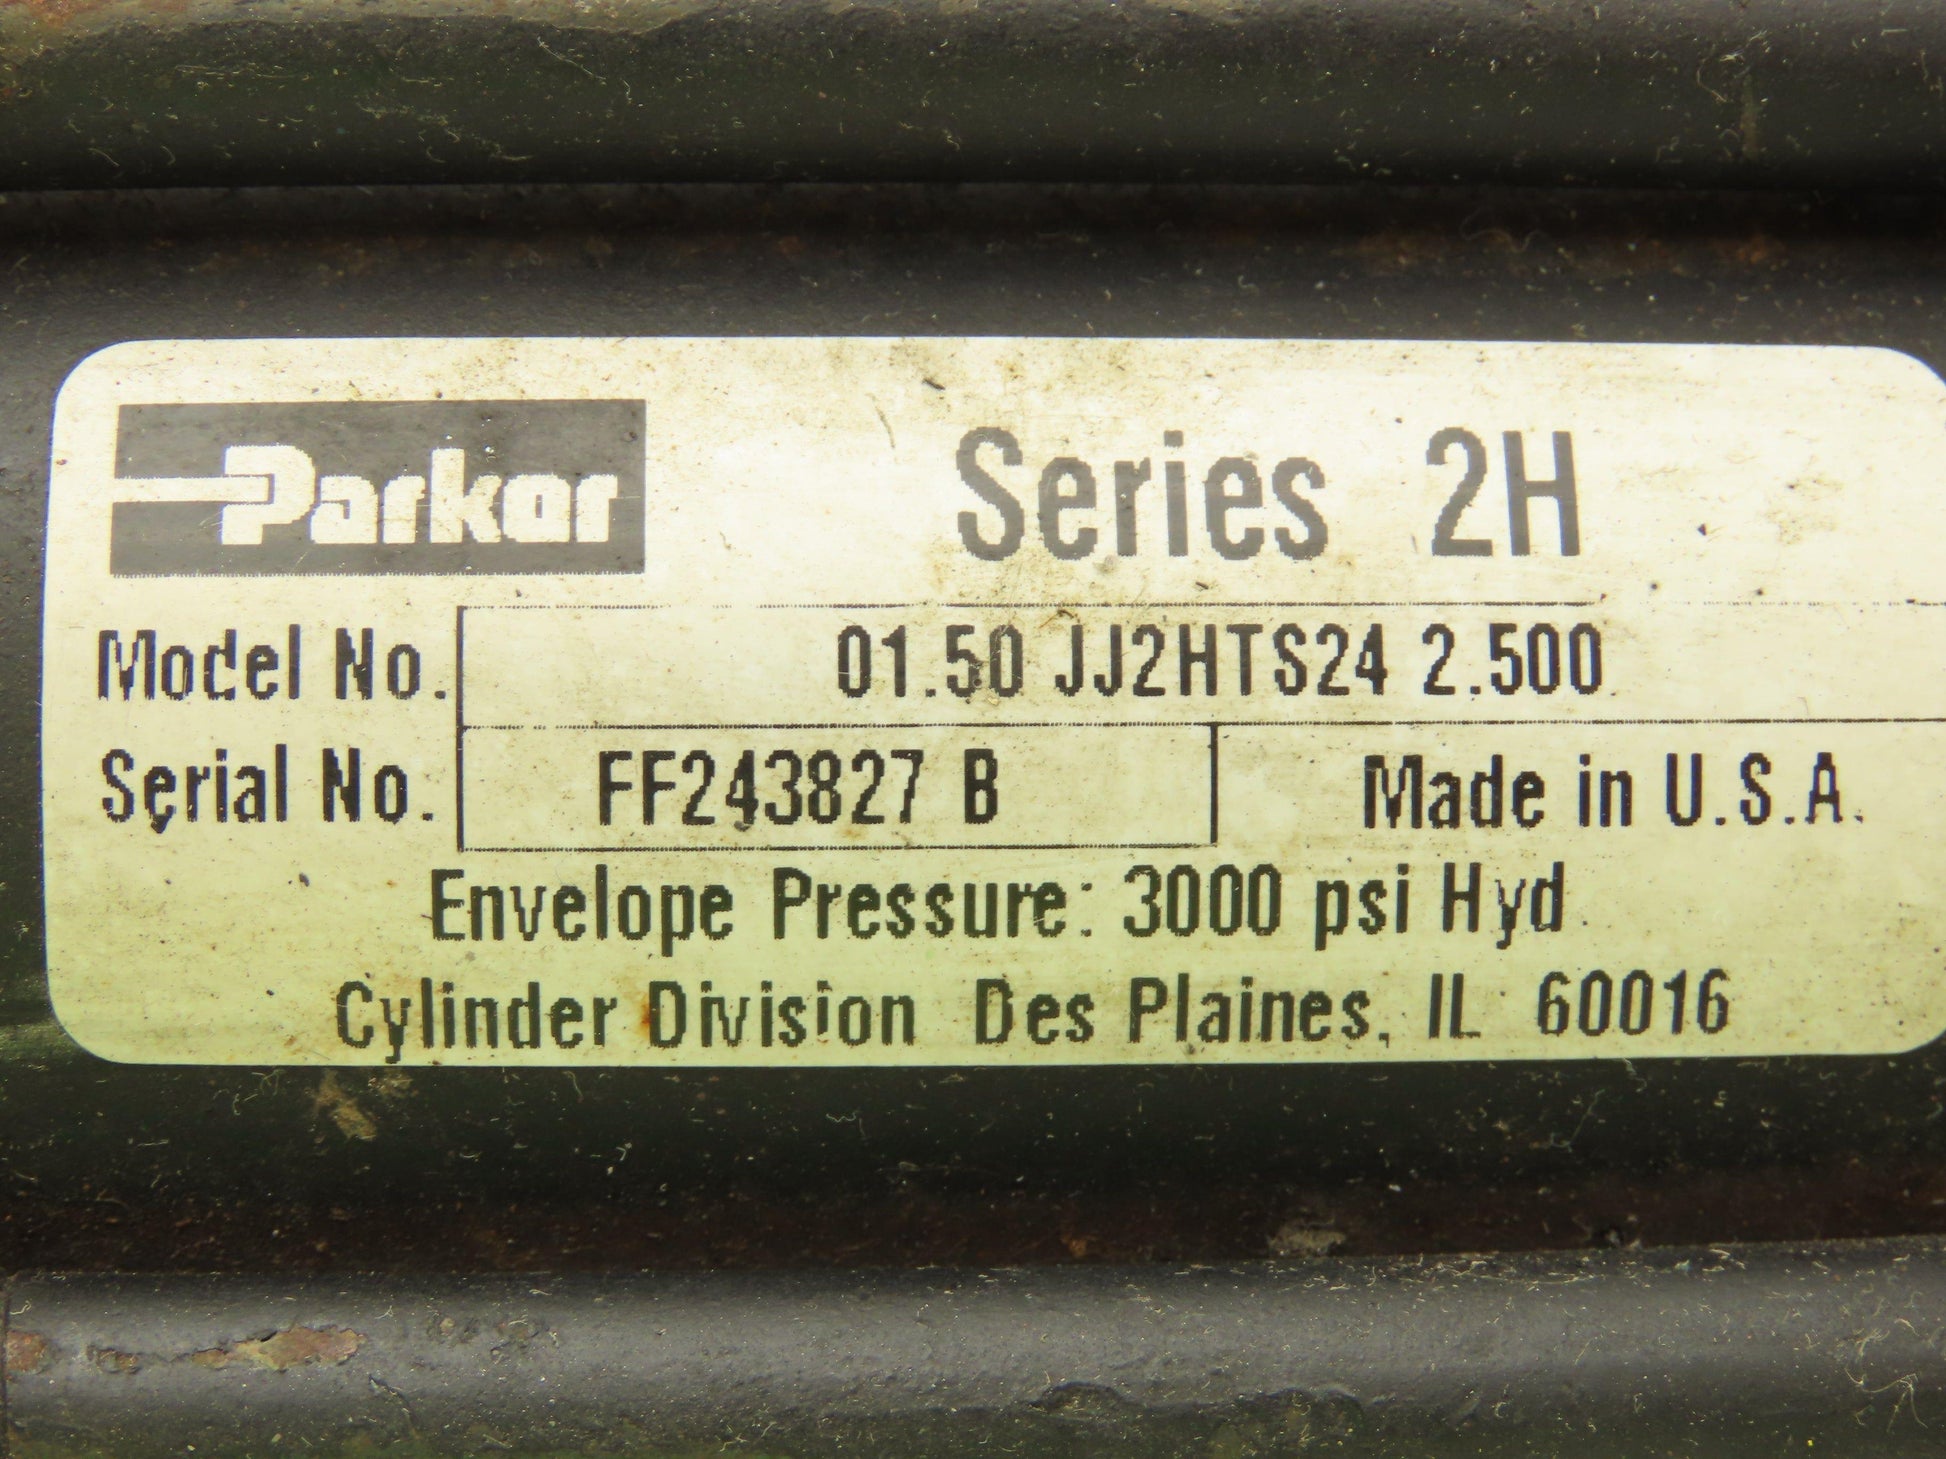 Parker
Series 2H
Model No. 01.50 JJ2HTS24 2.500
Serial No. FF243827 B Made in U.S.A.
Envelope Pressure: 3000 psi Hyd.
Cylinder Division Des Plaines, IL 60016